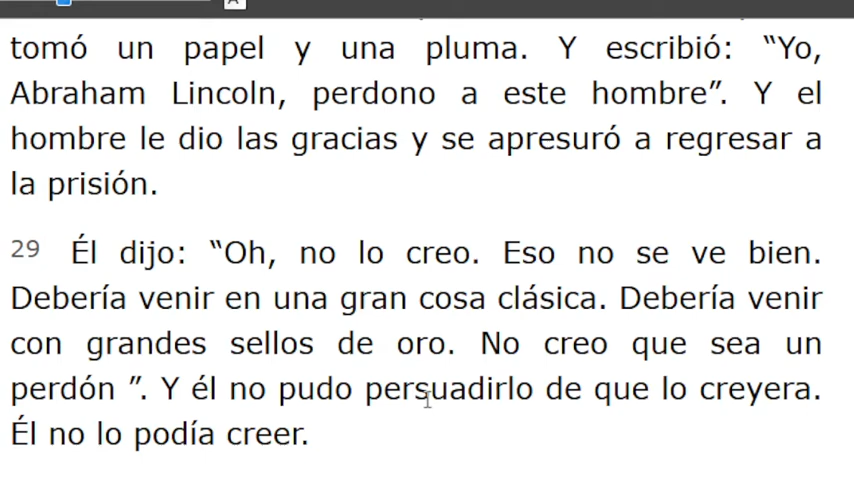 tomó un papel y una pluma. Y escribió: “Yo,
Abraham Lincoln, perdono a este hombre”. Y el
hombre le dio las gracias y se apresuró a regresar a
la prisión.
29 Él dijo: “Oh, no lo creo. Eso no se ve bien.
Debería venir en una gran cosa clásica. Debería venir
con grandes sellos de oro. No creo que sea un
perdón ”. Y él no pudo persuadirlo de que lo creyera.
Él no lo podía creer.